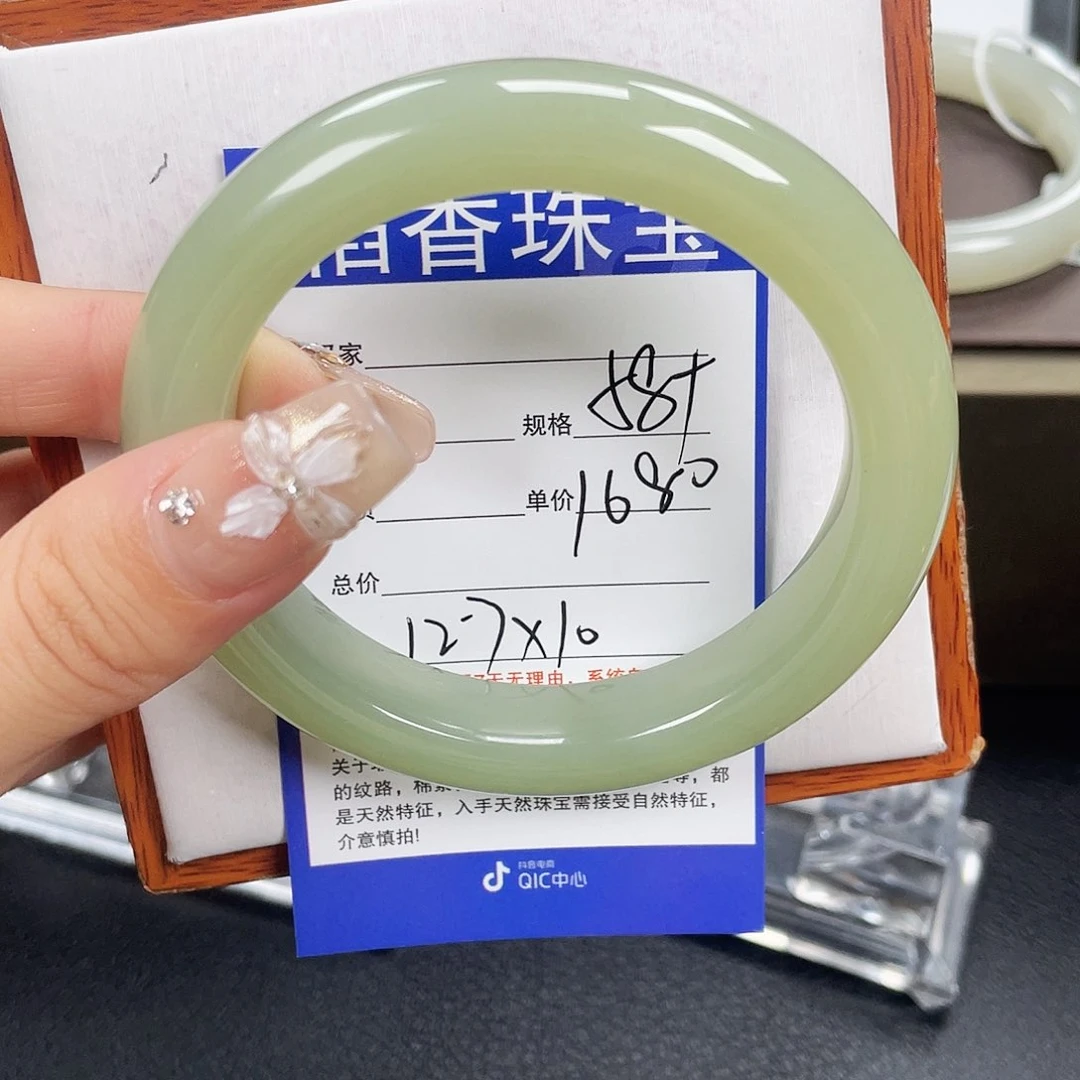 香珠宝
家
规格 58+
单价 1680
总价
12.7x10
7天无理由，系统
关于
的纹路，棉 都
是天然特征，入手天然珠宝需接受自然特征，
介意慎拍!
抖音电商
QIC中心